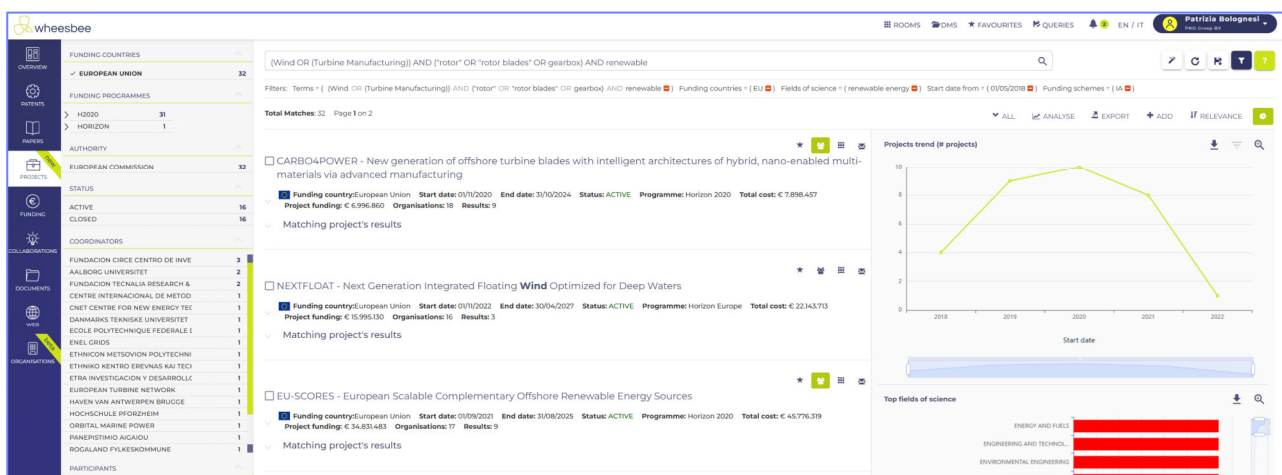 wheesbee
ROOMS DMS FAVOURITES QUERIES 2 EN / IT Patrizia Bolognesi
PNO Group BV
OVERVIEW
PATENTS
PAPERS
new
PROJECTS
FUNDING
COLLABORATIONS
DOCUMENTS
WEB
beta
ORGANISATIONS
FUNDING COUNTRIES
EUROPEAN UNION 32
FUNDING PROGRAMMES
H2020 31
HORIZON 1
AUTHORITY
EUROPEAN COMMISSION 32
STATUS
ACTIVE 16
CLOSED 16
COORDINATORS
FUNDACION CIRCE CENTRO DE INVE 3
AALBORG UNIVERSITET 2
FUNDACION TECNALIA RESEARCH & 2
CENTRE INTERNACIONAL DE METOD 1
CNET CENTRE FOR NEW ENERGY TEC 1
DANMARKS TEKNISKE UNIVERSITET 1
ECOLE POLYTECHNIQUE FEDERALE 1
ENEL GRIDS 1
ETHNICON METSOVION POLYTECHNI 1
ETHNIKO KENTRO EREVNAS KAI TECI 1
ETRA INVESTIGACION Y DESARROLLO 1
EUROPEAN TURBINE NETWORK 1
HAVEN VAN ANTWERPEN BRUGGE 1
HOCHSCHULE PFORZHEIM 1
ORBITAL MARINE POWER 1
PANEPISTIMIO AIGAIOU 1
ROGALAND FYLKESKOMMUNE 1
PARTICIPANTS
(Wind OR (Turbine Manufacturing)) AND ("rotor" OR "rotor blades" OR gearbox) AND renewable
?
Filters: Terms = ( (Wind OR (Turbine Manufacturing)) AND ("rotor" OR "rotor blades" OR gearbox) AND renewable ) Funding countries = ( EU ) Fields of science = ( renewable energy ) Start date from = ( 01/05/2018 ) Funding schemes = ( IA )
Total Matches: 32 Page 1 on 2
ALL ANALYSE EXPORT ADD RELEVANCE
CARBO4POWER - New generation of offshore turbine blades with intelligent architectures of hybrid, nano-enabled multi-
materials via advanced manufacturing
Funding country:European Union Start date: 01/11/2020 End date: 31/10/2024 Status: ACTIVE Programme: Horizon 2020 Total cost: € 7.898.457
Project funding: € 6.996.860 Organisations: 18 Results: 9
Matching project's results
NEXTFLOAT - Next Generation Integrated Floating Wind Optimized for Deep Waters
Funding country:European Union Start date: 01/11/2022 End date: 30/04/2027 Status: ACTIVE Programme: Horizon Europe Total cost: € 22.143.713
Project funding: € 15.995.130 Organisations: 16 Results: 3
Matching project's results
EU-SCORES - European Scalable Complementary Offshore Renewable Energy Sources
Funding country:European Union Start date: 01/09/2021 End date: 31/08/2025 Status: ACTIVE Programme: Horizon 2020 Total cost: € 45.776.319
Project funding: € 34.831.483 Organisations: 17 Results: 9
Matching project's results
Projects trend (# projects)
10
8
6
4
2
0
2018 2019 2020 2021 2022
Start date
Top fields of science
ENERGY AND FUELS
ENGINEERING AND TECHNOL...
ENVIRONMENTAL ENGINEERING